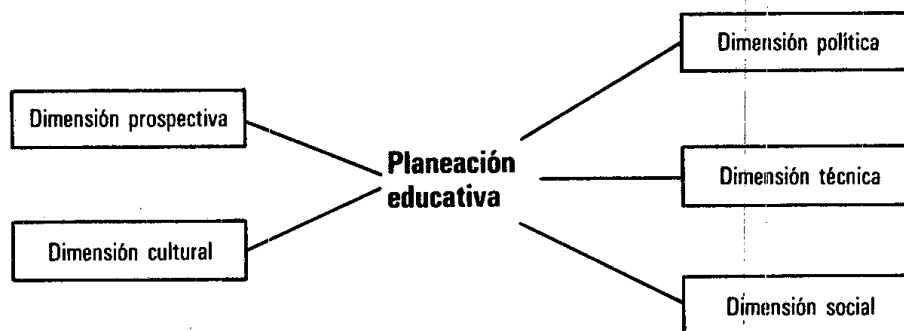 Dimensión política
Dimensión prospectiva
Planeación
educativa
Dimensión técnica
Dimensión cultural
Dimensión social